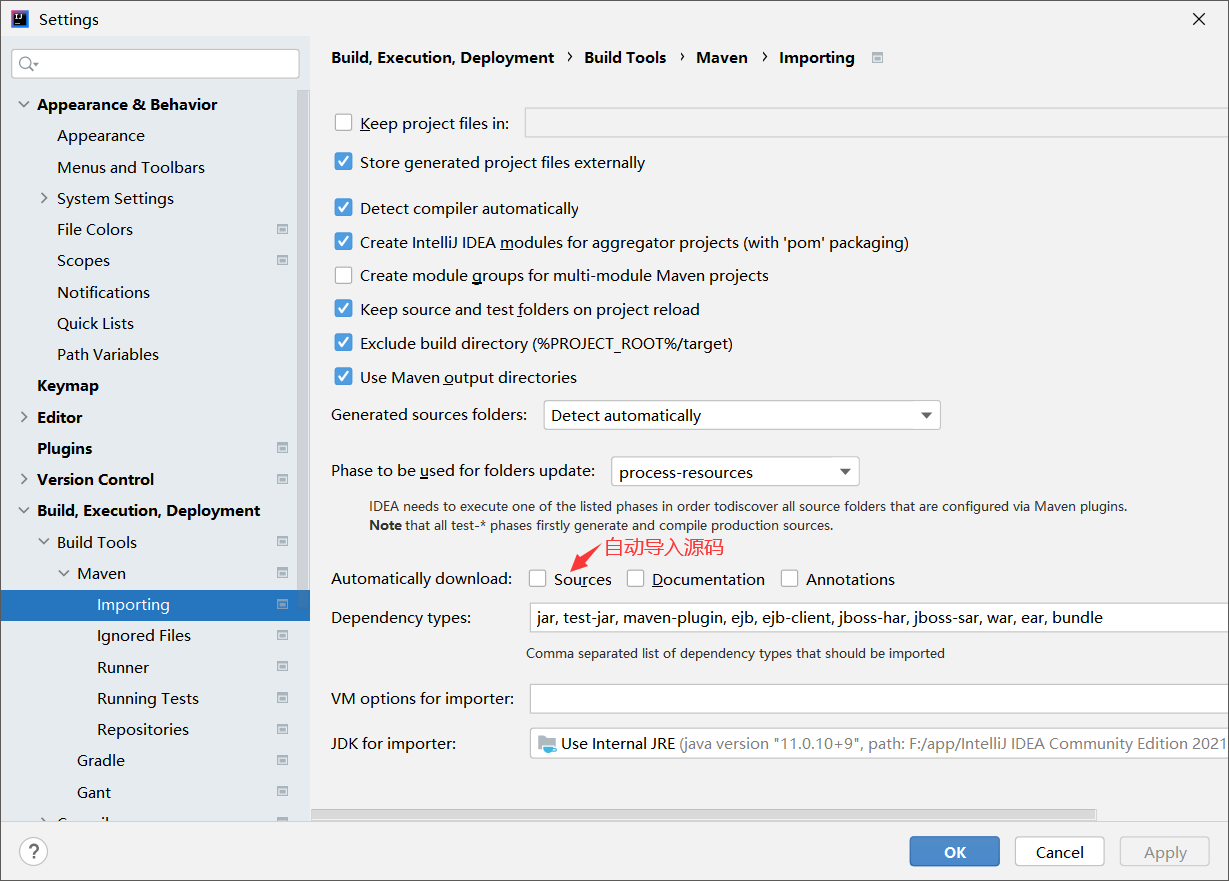 Settings
Build, Execution, Deployment › Build Tools › Maven › Importing
Appearance & Behavior
Appearance
Menus and Toolbars
System Settings
File Colors
Scopes
Notifications
Quick Lists
Path Variables
Keymap
Editor
Plugins
Version Control
Build, Execution, Deployment
Build Tools
Maven
Importing
Ignored Files
Runner
Running Tests
Repositories
Gradle
Gant
Keep project files in:
Store generated project files externally
Detect compiler automatically
Create IntelliJ IDEA modules for aggregator projects (with 'pom' packaging)
Create module groups for multi-module Maven projects
Keep source and test folders on project reload
Exclude build directory (%PROJECT_ROOT%/target)
Use Maven output directories
Generated sources folders: Detect automatically
Phase to be used for folders update: process-resources
IDEA needs to execute one of the listed phases in order todiscover all source folders that are configured via Maven plugins.
Note that all test-* phases firstly generate and compile production sources.
自动导入源码
Automatically download: Sources Documentation Annotations
Dependency types: jar, test-jar, maven-plugin, ejb, ejb-client, jboss-har, jboss-sar, war, ear, bundle
Comma separated list of dependency types that should be imported
VM options for importer:
JDK for importer: Use Internal JRE (java version "11.0.10+9", path: F:/app/IntelliJ IDEA Community Edition 2021
? OK Cancel Apply